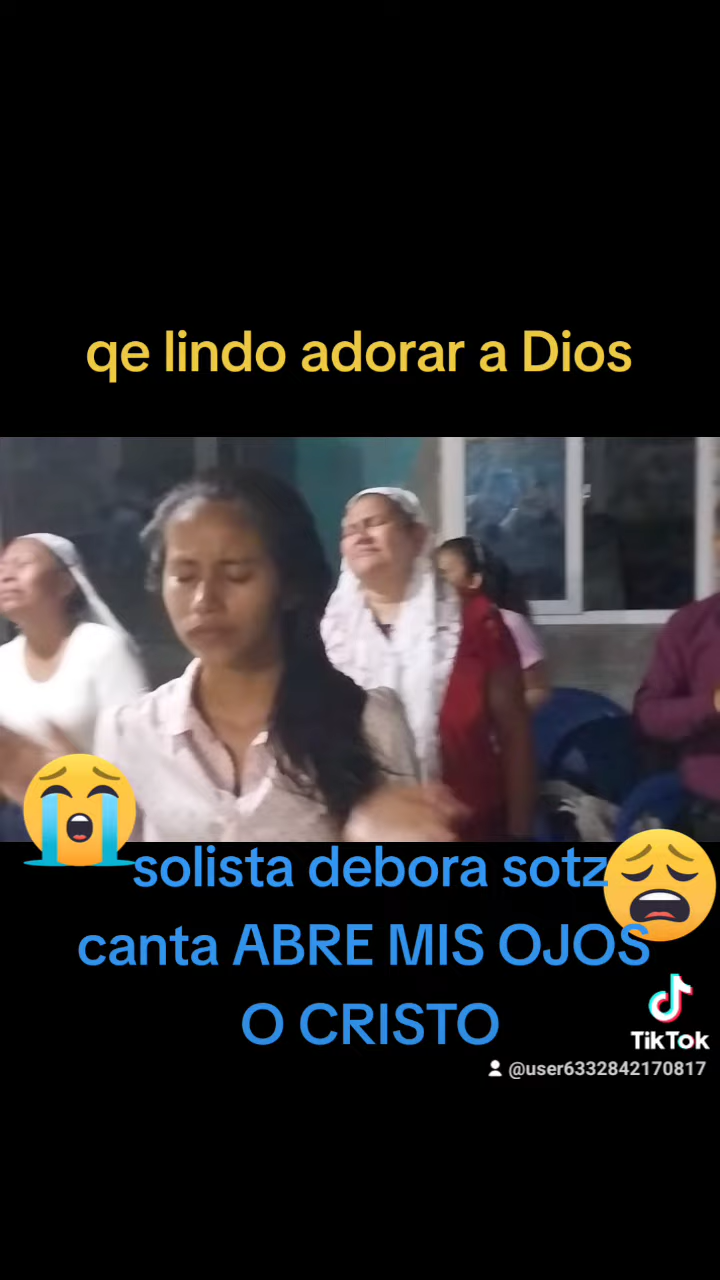 qe lindo adorar a Dios
solista debora sotz
canta ABRE MIS OJOS
O CRISTO
TikTok
@user6332842170817